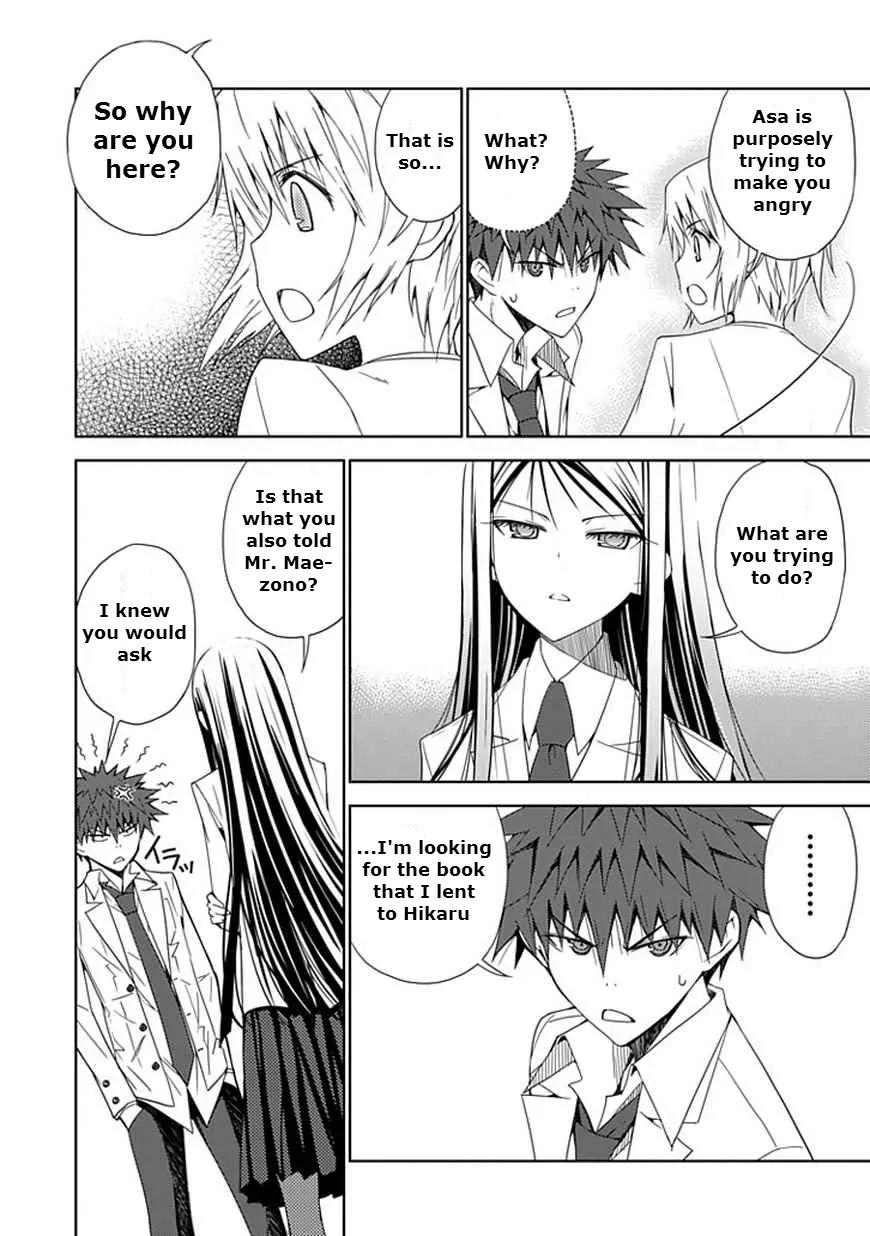 Asa is
purposely
trying to
make you
angry
What?
Why?
That is
so...
So why
are you
here?
What are
you trying
to do?
.........
...I'm looking
for the book
that I lent
to Hikaru
Is that
what you
also told
Mr. Mae-
zono?
I knew
you would
ask
イラッ